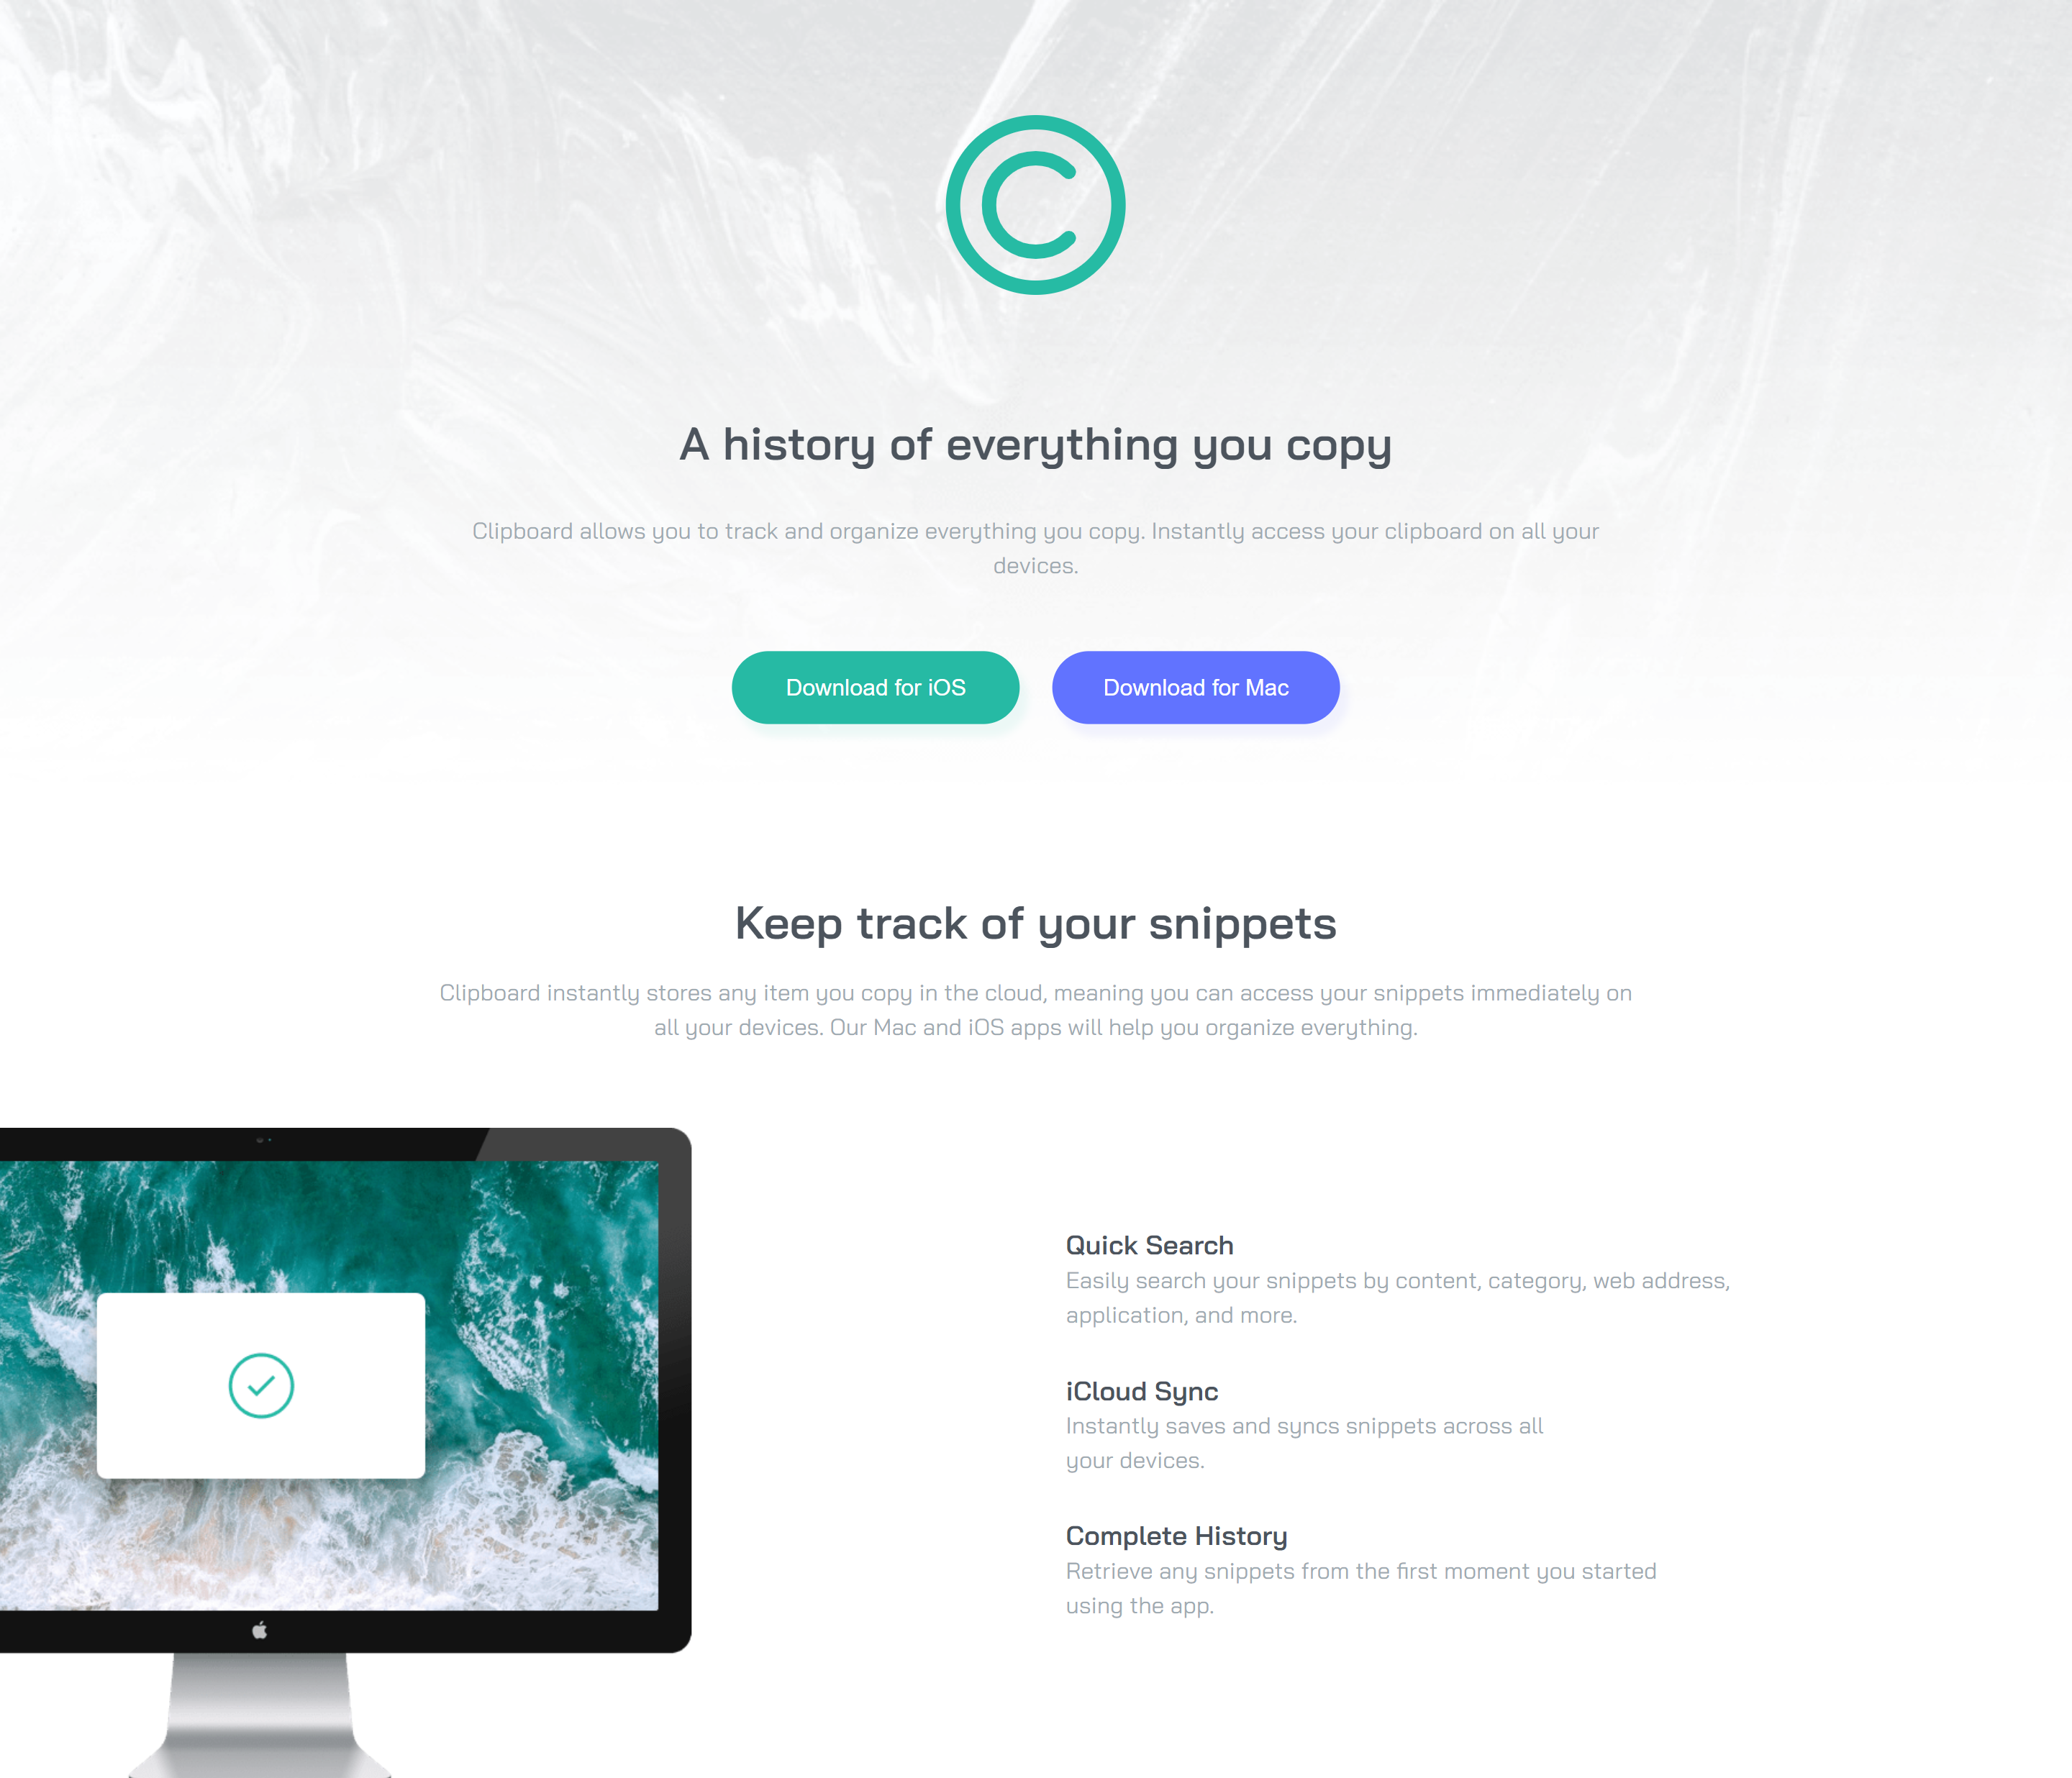 A history of everything you copy
Clipboard allows you to track and organize everything you copy. Instantly access your clipboard on all your
devices.
Download for iOS
Download for Mac
Keep track of your snippets
Clipboard instantly stores any item you copy in the cloud, meaning you can access your snippets immediately on
all your devices. Our Mac and iOS apps will help you organize everything.
Quick Search
Easily search your snippets by content, category, web address,
application, and more.
iCloud Sync
Instantly saves and syncs snippets across all
your devices.
Complete History
Retrieve any snippets from the first moment you started
using the app.